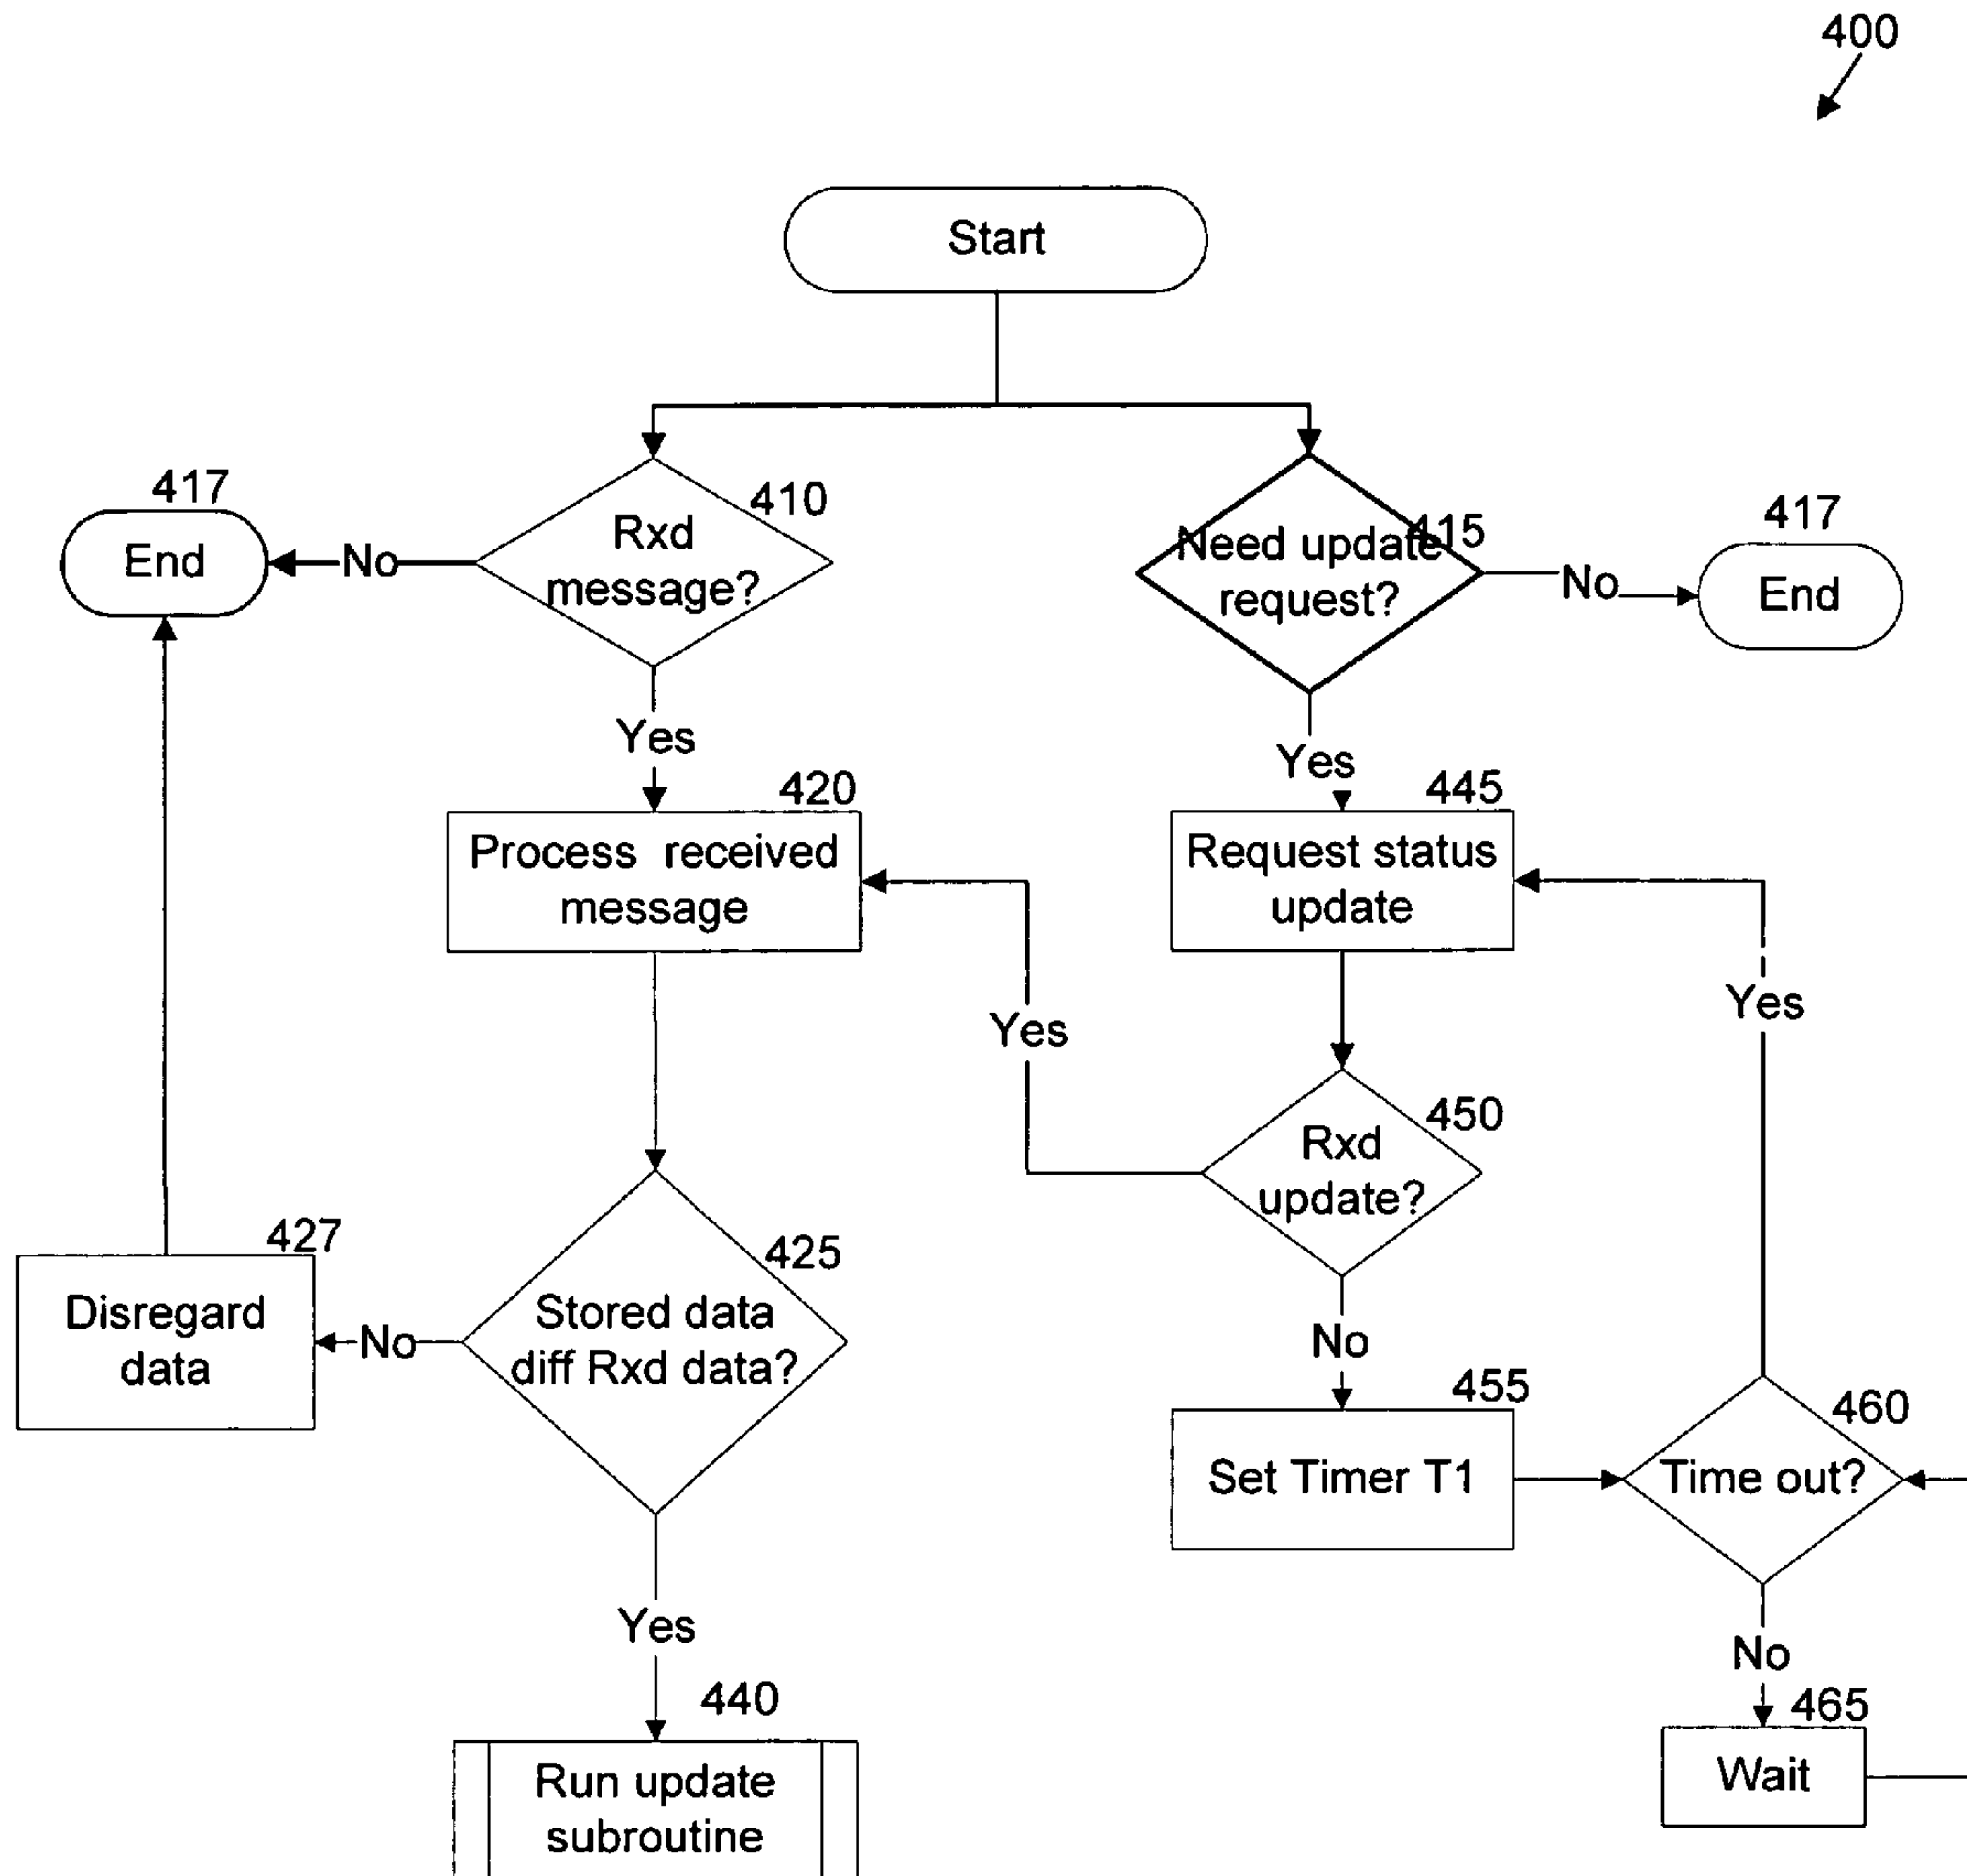 400
Start
417
End
No
410
Rxd
message?
415
Need update
request?
No
417
End
Yes
Yes
420
Process received
message
445
Request status
update
Yes
Yes
450
Rxd
update?
427
Disregard
data
No
425
Stored data
diff Rxd data?
No
455
Set Timer T1
460
Time out?
Yes
No
440
Run update
subroutine
465
Wait